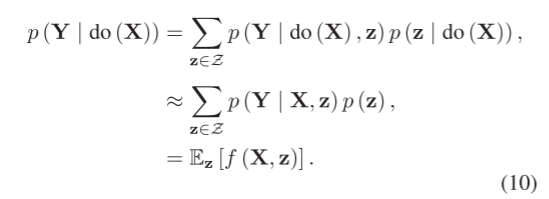 p (Y | do (X)) = ∑_{z∈𝒵} p (Y | do (X) , z) p (z | do (X)) ,
≈ ∑_{z∈𝒵} p (Y | X, z) p (z) ,
= 𝔼_z [f (X, z)] .
(10)